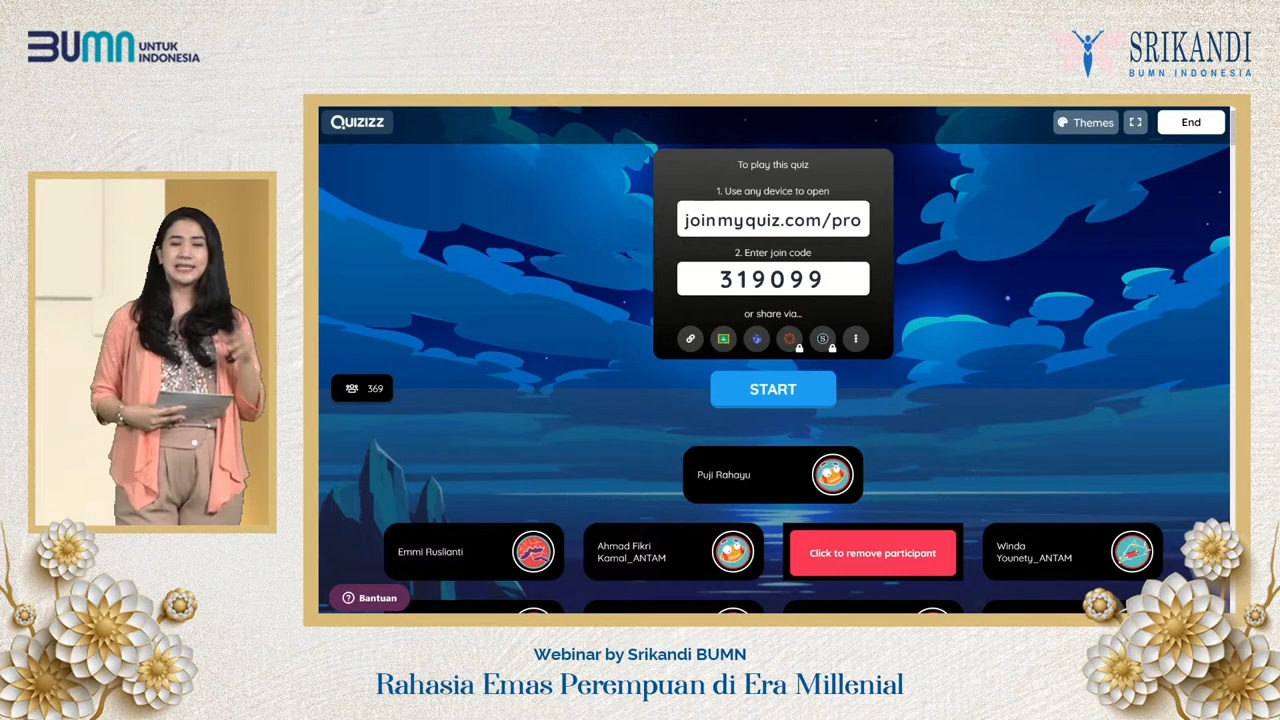 BUMN UNTUK
INDONESIA
SRIKANDI
BUMN INDONESIA
Quizizz
Themes
End
To play this quiz
1. Use any device to open
joinmyquiz.com/pro
2. Enter join code
319099
or share via...
369
START
Puji Rahayu
Emmi Ruslianti
Ahmad Fikri
Kamal_ANTAM
Click to remove participant
Winda
Younety_ANTAM
Bantuan
Webinar by Srikandi BUMN
Rahasia Emas Perempuan di Era Millenial